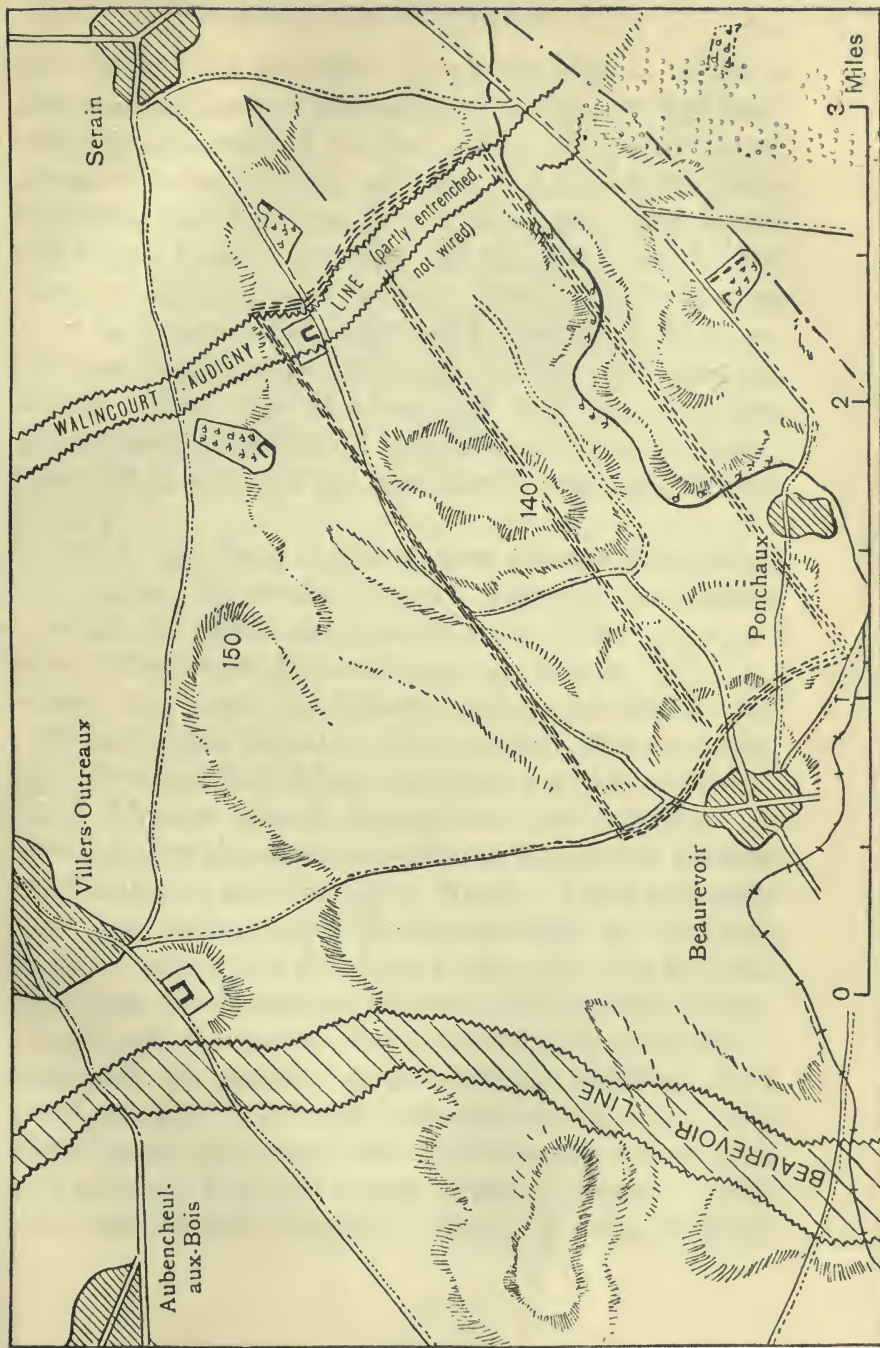 Serain
WALINCOURT - AUDIGNY
LINE (partly entrenched,
not wired)
Villers-Outreaux
150
140
Ponchaux
Beaurevoir
Aubencheul-
aux-Bois
BEAUREVOIR
LINE
0
1
2
3 Miles